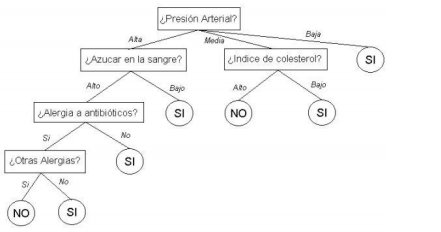 ¿Presión Arterial?
Alta
Media
Baja
¿Azucar en la sangre?
¿Indice de colesterol?
SI
Alto
Bajo
Alto
Bajo
¿Alergia a antibióticos?
SI
NO
SI
Si
No
¿Otras Alergias?
SI
Si
No
NO
SI